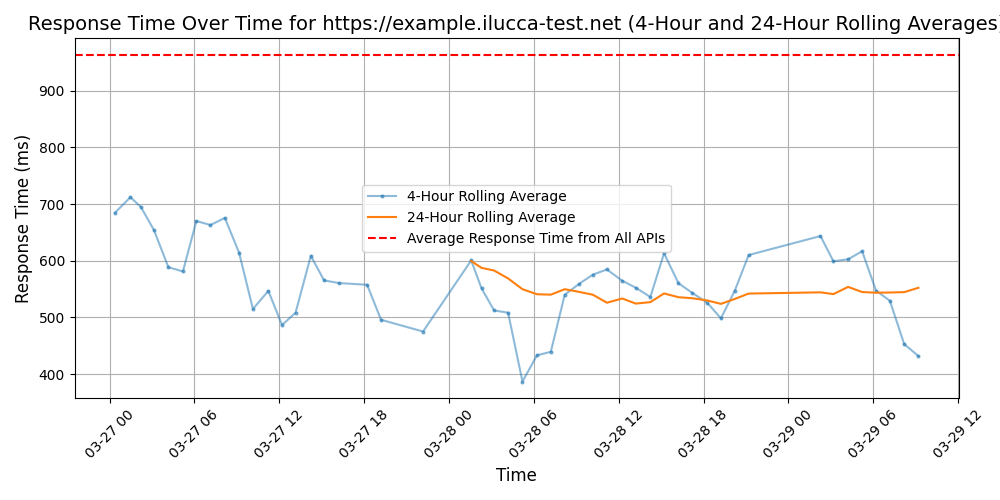 Response Time Over Time for https://example.ilucca-test.net (4-Hour and 24-Hour Rolling Averages)
Response Time (ms)
900
800
700
600
500
400
4-Hour Rolling Average
24-Hour Rolling Average
Average Response Time from All APIs
03-27 00
03-27 06
03-27 12
03-27 18
03-28 00
03-28 06
03-28 12
03-28 18
03-29 00
03-29 06
03-29 12
Time